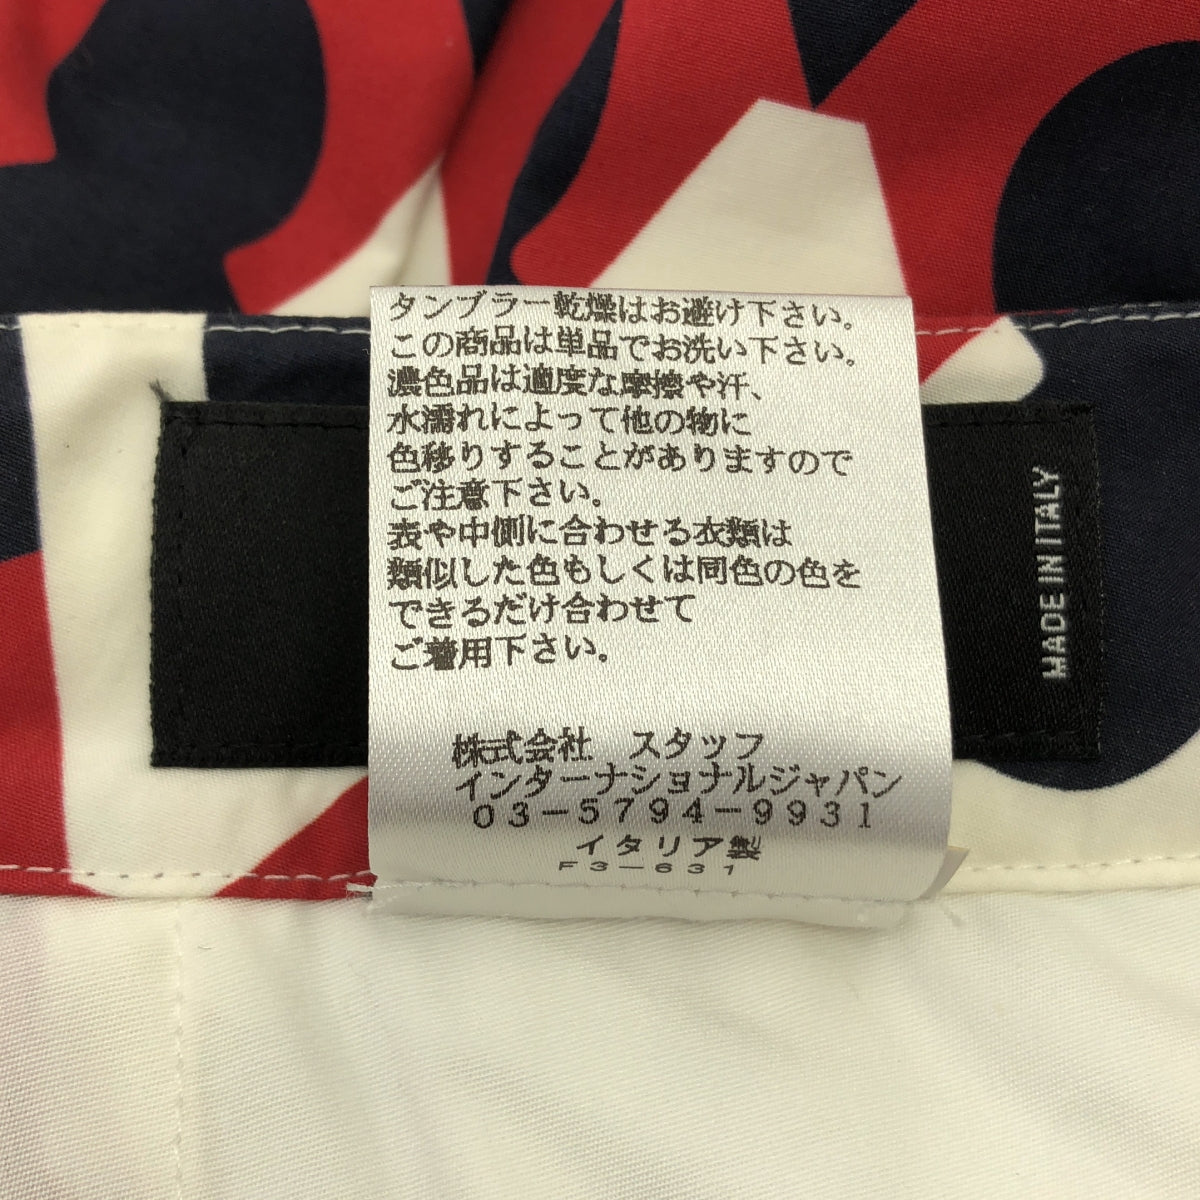 タンブラー乾燥はお避け下さい。
この商品は単品でお洗い下さい。
濃色品は適度な摩擦や汗、
水濡れによって他の物に
色移りすることがありますので
ご注意下さい。
表や中側に合わせる衣類は
類似した色もしくは同色の色を
できるだけ合わせて
ご着用下さい。
株式会社　スタッフ
インターナショナルジャパン
03-5794-9931
イタリア製
F3-631
MADE IN ITALY